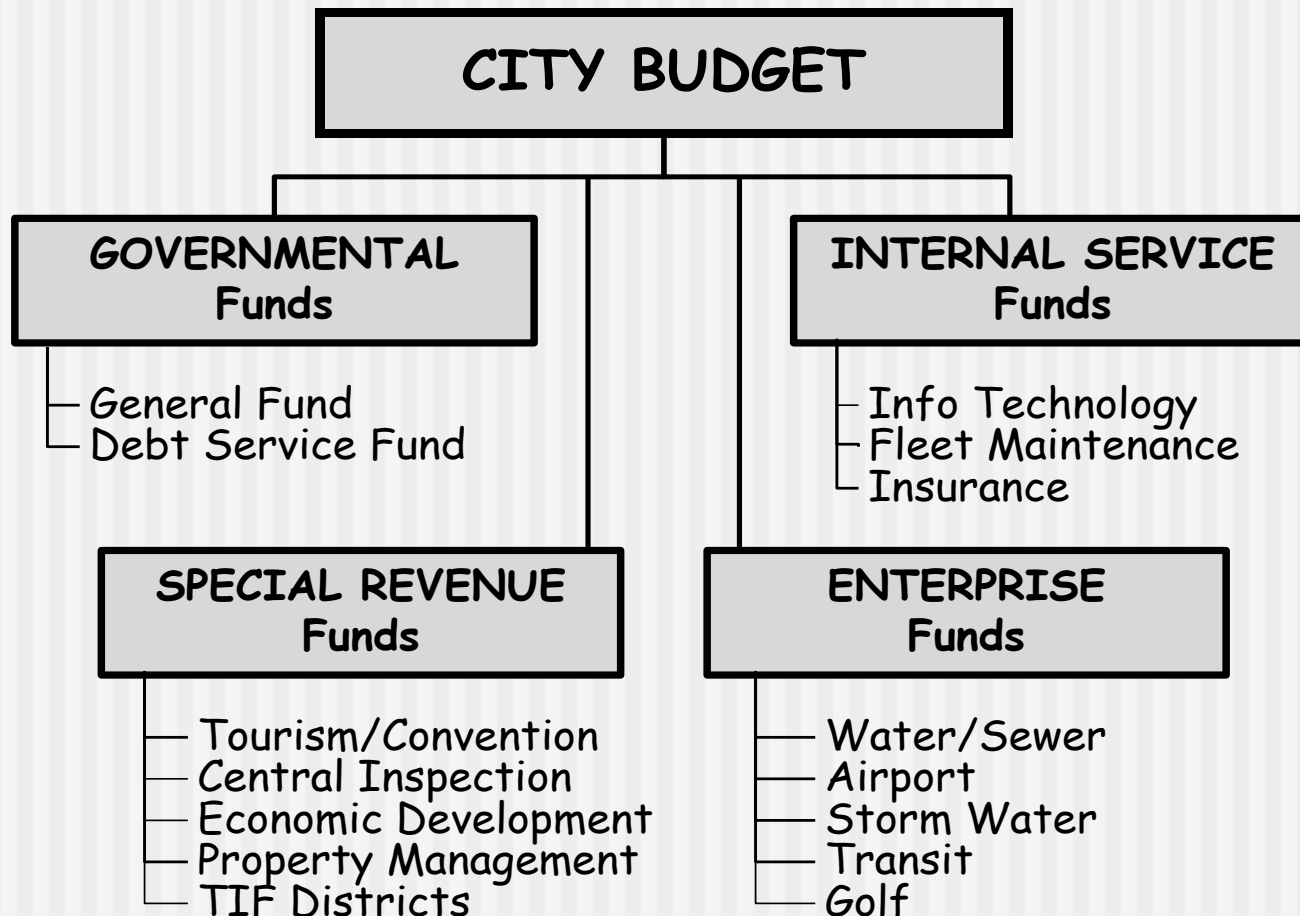 CITY BUDGET
GOVERNMENTAL
Funds
General Fund
Debt Service Fund
INTERNAL SERVICE
Funds
Info Technology
Fleet Maintenance
Insurance
SPECIAL REVENUE
Funds
Tourism/Convention
Central Inspection
Economic Development
Property Management
TIF Districts
ENTERPRISE
Funds
Water/Sewer
Airport
Storm Water
Transit
Golf